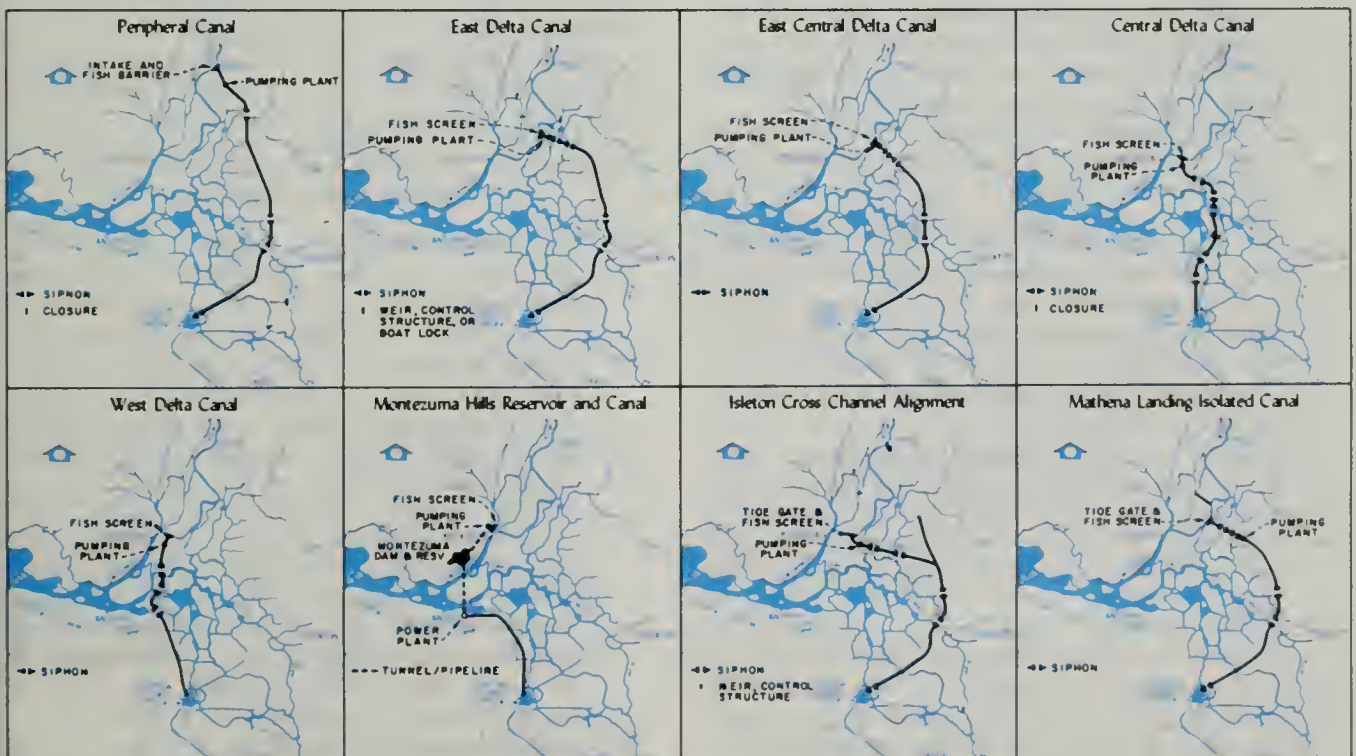 Peripheral Canal
INTAKE AND
FISH BARRIER
PUMPING PLANT
SIPHON
CLOSURE
East Delta Canal
FISH SCREEN
PUMPING PLANT
SIPHON
WEIR, CONTROL
STRUCTURE, OR
BOAT LOCK
East Central Delta Canal
FISH SCREEN
PUMPING PLANT
SIPHON
Central Delta Canal
FISH SCREEN
PUMPING
PLANT
SIPHON
CLOSURE
West Delta Canal
FISH SCREEN
PUMPING
PLANT
SIPHON
Montezuma Hills Reservoir and Canal
FISH SCREEN
PUMPING
PLANT
MONTEZUMA
DAM & RESV
POWER
PLANT
TUNNEL/PIPELINE
Isleton Cross Channel Alignment
TIDE GATE &
FISH SCREEN
PUMPING
PLANT
SIPHON
WEIR, CONTROL
STRUCTURE
Mathena Landing Isolated Canal
TIDE GATE &
FISH SCREEN
PUMPING
PLANT
SIPHON